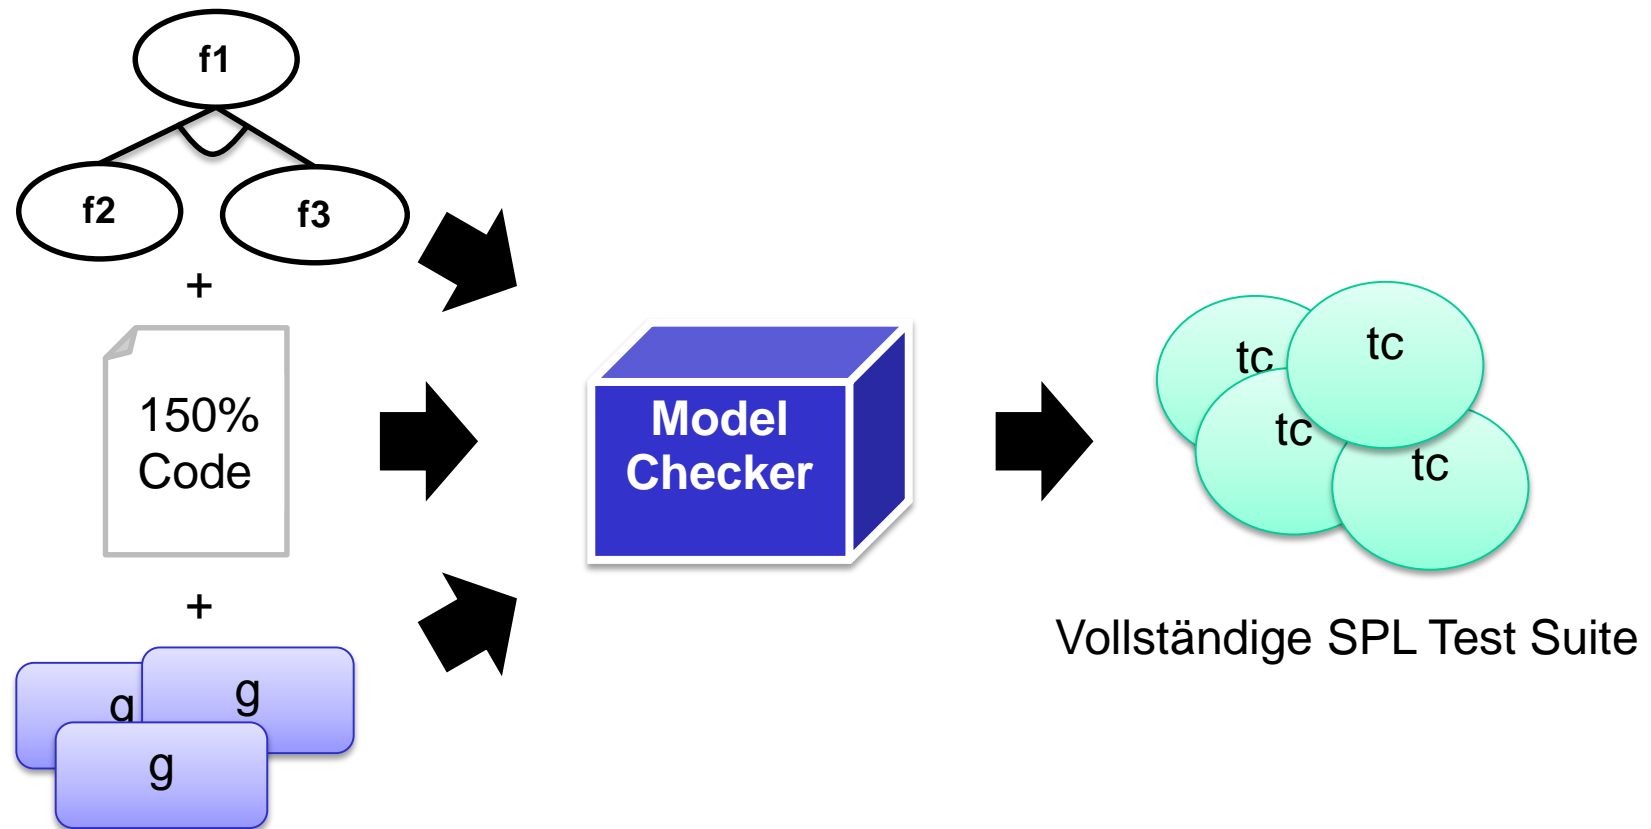 f1
f2
f3
+
150%
Code
+
g
g
g
Model
Checker
tc
tc
tc
tc
Vollständige SPL Test Suite